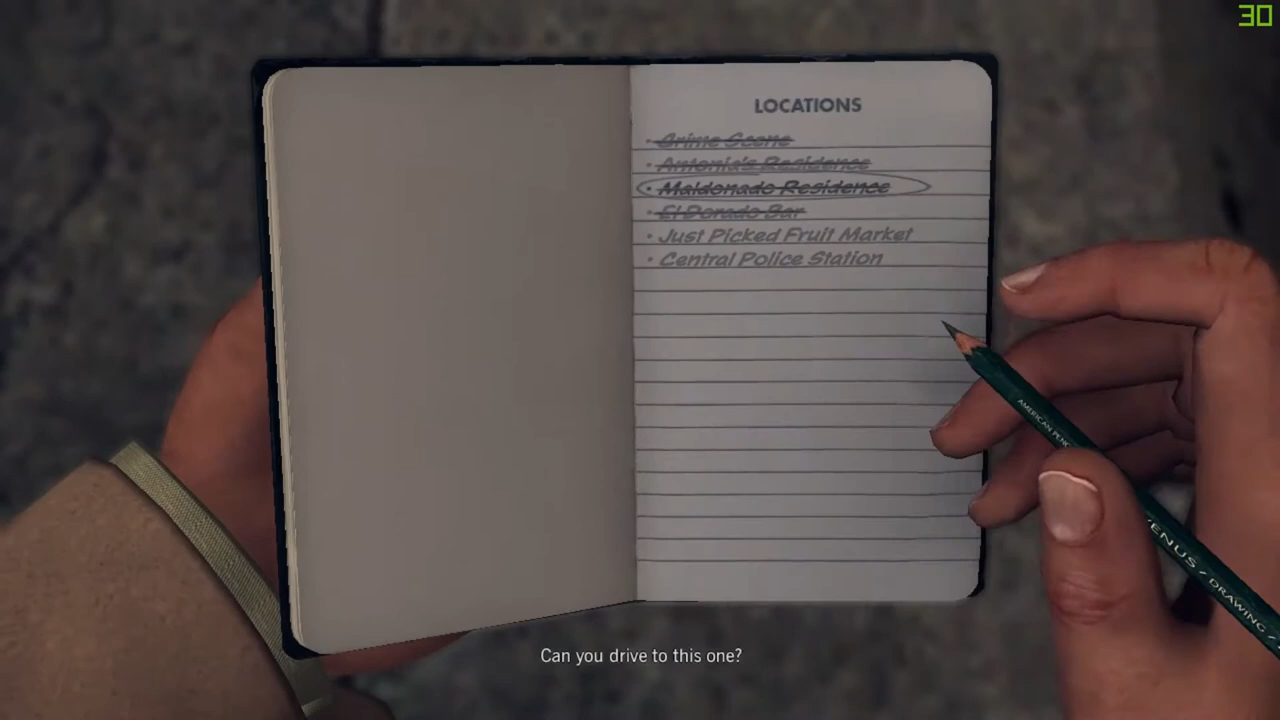 30
LOCATIONS
• Crime Scene
• Antonia's Residence
• Maldonado Residence
• El Dorado Bar
• Just Picked Fruit Market
• Central Police Station
AMERICAN
VENUS / DRAWING /
Can you drive to this one?